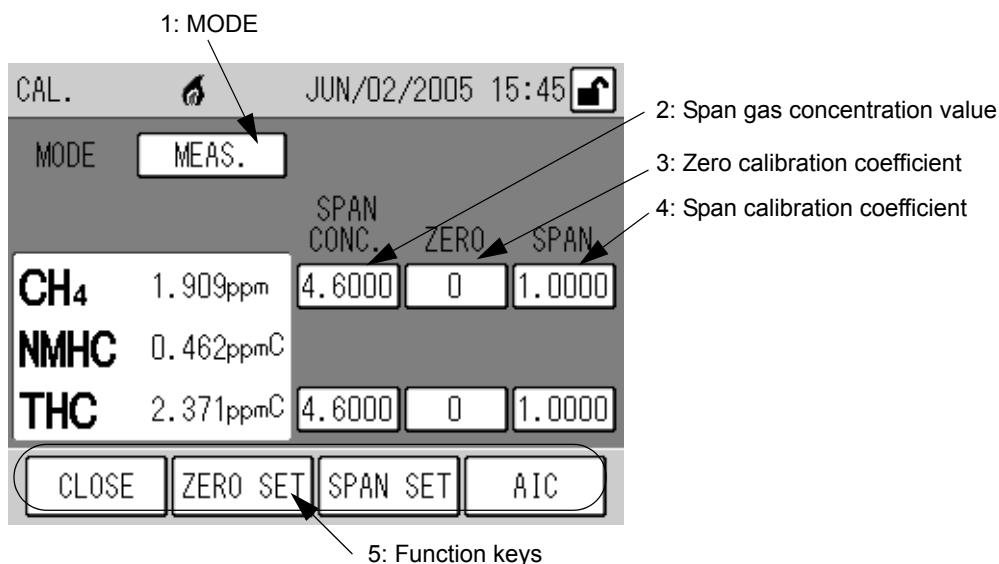 1: MODE
CAL. JUN/02/2005 15:45
2: Span gas concentration value
MODE MEAS.
3: Zero calibration coefficient
4: Span calibration coefficient
SPAN
CONC. ZERO SPAN
CH4 1.909ppm 4.6000 0 1.0000
NMHC 0.462ppmC
THC 2.371ppmC 4.6000 0 1.0000
CLOSE ZERO SET SPAN SET AIC
5: Function keys